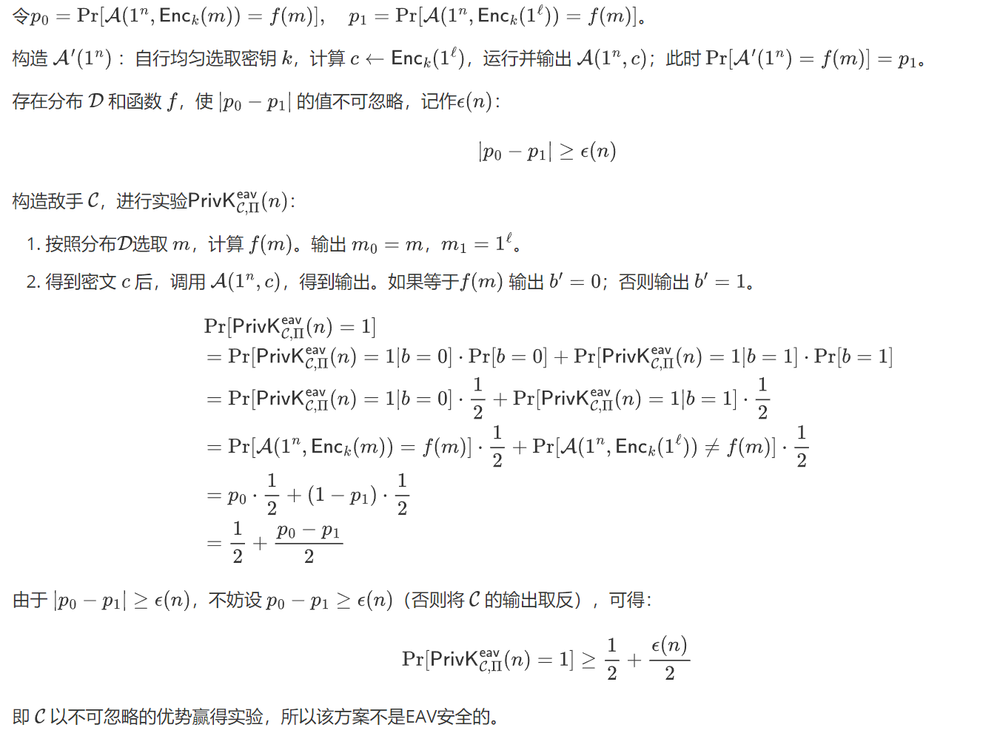 令$p_0 = \Pr[\mathcal{A}(1^n, \mathsf{Enc}_k(m)) = f(m)], \quad p_1 = \Pr[\mathcal{A}(1^n, \mathsf{Enc}_k(1^\ell)) = f(m)]$。
构造 $\mathcal{A}'(1^n)$ ：自行均匀选取密钥 $k$，计算 $c \leftarrow \mathsf{Enc}_k(1^\ell)$，运行并输出 $\mathcal{A}(1^n, c)$；此时 $\Pr[\mathcal{A}'(1^n) = f(m)] = p_1$。
存在分布 $\mathcal{D}$ 和函数 $f$，使 $|p_0 - p_1|$ 的值不可忽略，记作$\epsilon(n)$：
$|p_0 - p_1| \geq \epsilon(n)$
构造敌手 $\mathcal{C}$，进行实验$\mathsf{PrivK}^{\mathsf{eav}}_{\mathcal{C},\Pi}(n)$：
1. 按照分布$\mathcal{D}$选取 $m$，计算 $f(m)$。输出 $m_0 = m$，$m_1 = 1^\ell$。
2. 得到密文 $c$ 后，调用 $\mathcal{A}(1^n, c)$，得到输出。如果等于$f(m)$ 输出 $b' = 0$；否则输出 $b' = 1$。
$\Pr[\mathsf{PrivK}^{\mathsf{eav}}_{\mathcal{C},\Pi}(n) = 1]$
$= \Pr[\mathsf{PrivK}^{\mathsf{eav}}_{\mathcal{C},\Pi}(n) = 1 | b = 0] \cdot \Pr[b = 0] + \Pr[\mathsf{PrivK}^{\mathsf{eav}}_{\mathcal{C},\Pi}(n) = 1 | b = 1] \cdot \Pr[b = 1]$
$= \Pr[\mathsf{PrivK}^{\mathsf{eav}}_{\mathcal{C},\Pi}(n) = 1 | b = 0] \cdot \frac{1}{2} + \Pr[\mathsf{PrivK}^{\mathsf{eav}}_{\mathcal{C},\Pi}(n) = 1 | b = 1] \cdot \frac{1}{2}$
$= \Pr[\mathcal{A}(1^n, \mathsf{Enc}_k(m)) = f(m)] \cdot \frac{1}{2} + \Pr[\mathcal{A}(1^n, \mathsf{Enc}_k(1^\ell)) \neq f(m)] \cdot \frac{1}{2}$
$= p_0 \cdot \frac{1}{2} + (1 - p_1) \cdot \frac{1}{2}$
$= \frac{1}{2} + \frac{p_0 - p_1}{2}$
由于 $|p_0 - p_1| \geq \epsilon(n)$，不妨设 $p_0 - p_1 \geq \epsilon(n)$（否则将 $\mathcal{C}$ 的输出取反），可得：
$\Pr[\mathsf{PrivK}^{\mathsf{eav}}_{\mathcal{C},\Pi}(n) = 1] \geq \frac{1}{2} + \frac{\epsilon(n)}{2}$
即 $\mathcal{C}$ 以不可忽略的优势赢得实验，所以该方案不是EAV安全的。